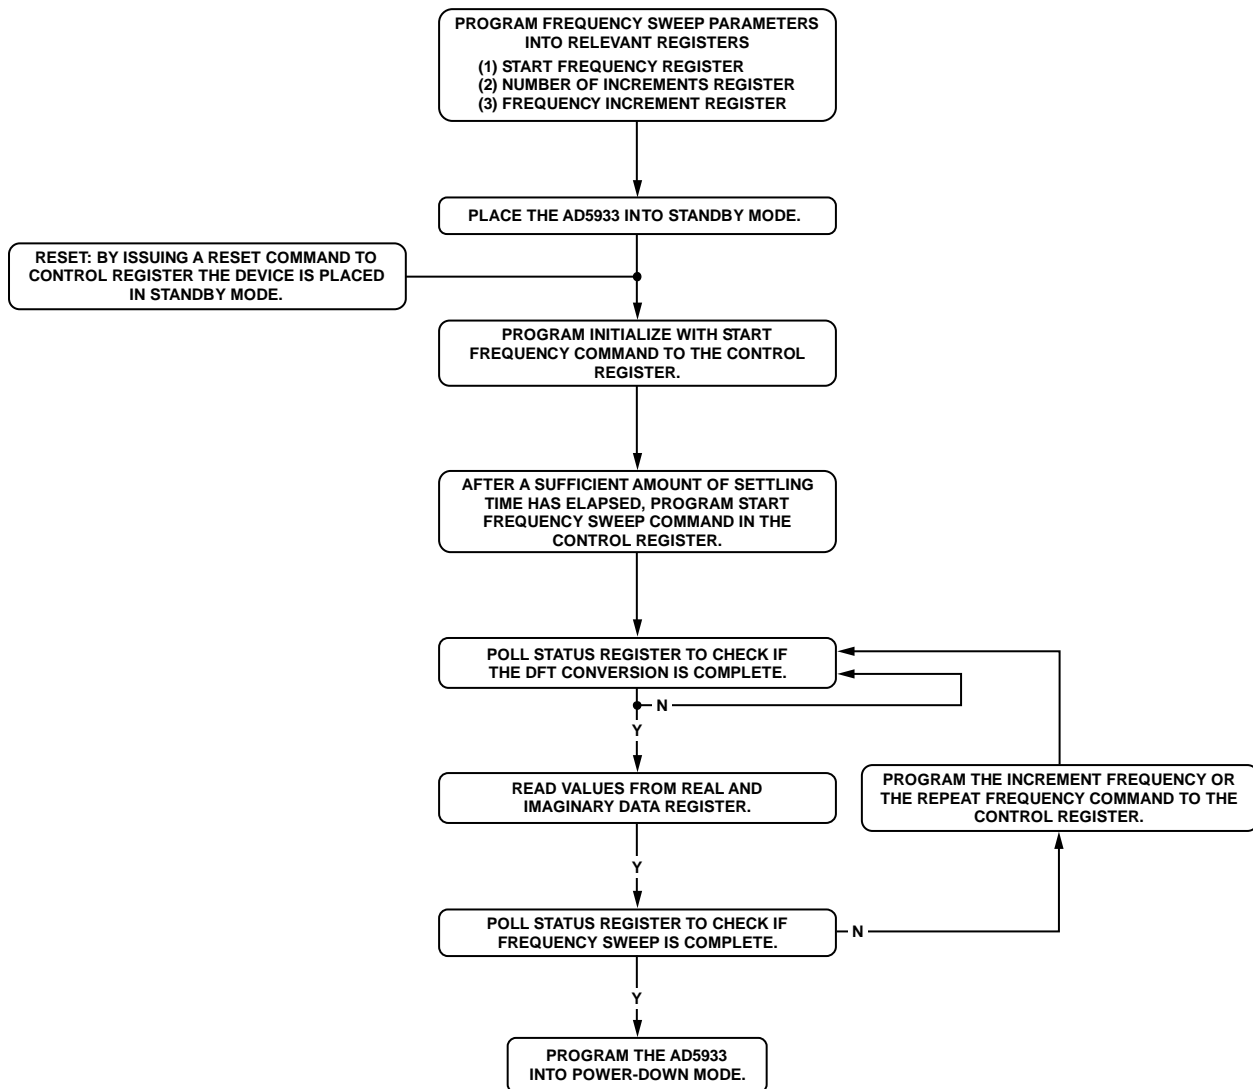 PROGRAM FREQUENCY SWEEP PARAMETERS
INTO RELEVANT REGISTERS
(1) START FREQUENCY REGISTER
(2) NUMBER OF INCREMENTS REGISTER
(3) FREQUENCY INCREMENT REGISTER
PLACE THE AD5933 INTO STANDBY MODE.
RESET: BY ISSUING A RESET COMMAND TO
CONTROL REGISTER THE DEVICE IS PLACED
IN STANDBY MODE.
PROGRAM INITIALIZE WITH START
FREQUENCY COMMAND TO THE CONTROL
REGISTER.
AFTER A SUFFICIENT AMOUNT OF SETTLING
TIME HAS ELAPSED, PROGRAM START
FREQUENCY SWEEP COMMAND IN THE
CONTROL REGISTER.
POLL STATUS REGISTER TO CHECK IF
THE DFT CONVERSION IS COMPLETE.
N
Y
READ VALUES FROM REAL AND
IMAGINARY DATA REGISTER.
PROGRAM THE INCREMENT FREQUENCY OR
THE REPEAT FREQUENCY COMMAND TO THE
CONTROL REGISTER.
Y
POLL STATUS REGISTER TO CHECK IF
FREQUENCY SWEEP IS COMPLETE.
N
Y
PROGRAM THE AD5933
INTO POWER-DOWN MODE.